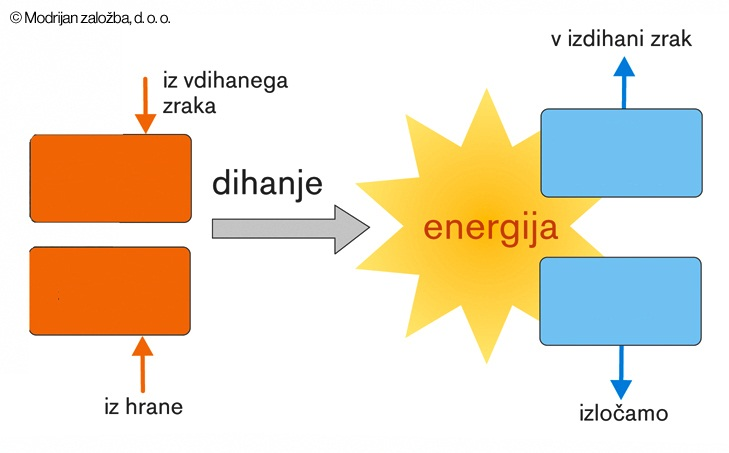 © Modrijan založba, d. o. o.
v izdihani zrak
iz vdihanega
zraka
dihanje
energija
iz hrane
izločamo